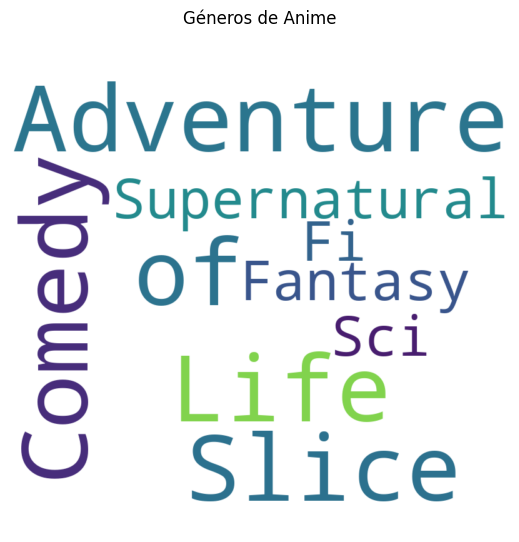 Géneros de Anime
Adventure
Comedy
Supernatural
Fi
of
Fantasy
Sci
Life
Slice